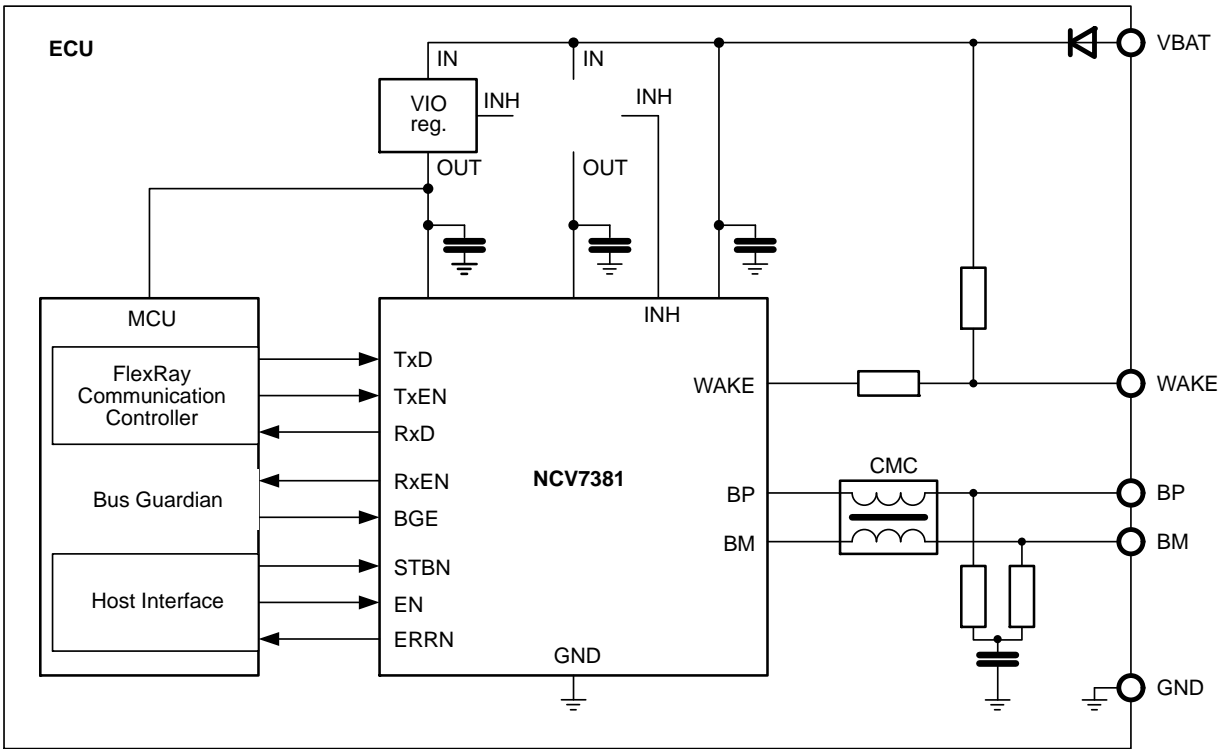 ECU
VBAT
IN
IN
VIO
reg.
INH
INH
OUT
OUT
MCU
INH
FlexRay
Communication
Controller
TxD
TxEN
RxD
WAKE
WAKE
Bus Guardian
RxEN
BGE
NCV7381
CMC
BP
BP
BM
BM
Host Interface
STBN
EN
ERRN
GND
GND